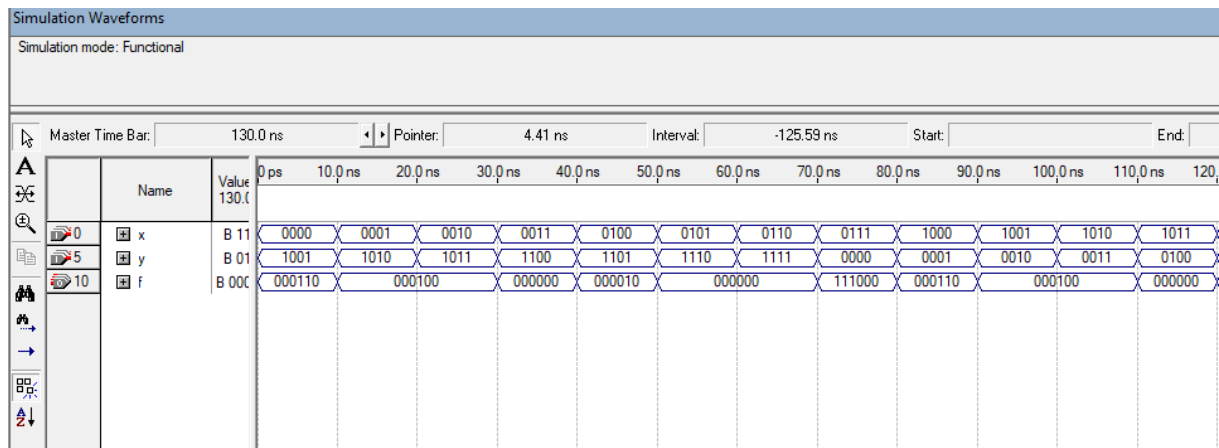 Simulation Waveforms
Simulation mode: Functional
Master Time Bar: 130.0 ns Pointer: 4.41 ns Interval: -125.59 ns Start: End:
A
Name Value 130.0 0 ps 10.0 ns 20.0 ns 30.0 ns 40.0 ns 50.0 ns 60.0 ns 70.0 ns 80.0 ns 90.0 ns 100.0 ns 110.0 ns 120.
0 x B 11 0000 0001 0010 0011 0100 0101 0110 0111 1000 1001 1010 1011
5 y B 01 1001 1010 1011 1100 1101 1110 1111 0000 0001 0010 0011 0100
10 f B 000 000110 000100 000000 000010 000000 111000 000110 000100 000000
A
Z